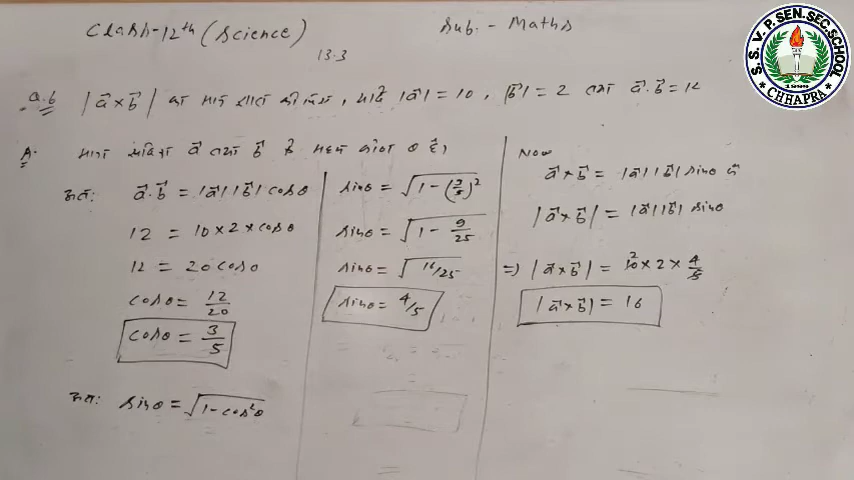 Class-12th (Science)
Sub. - Maths
13.3
Q.6 |a⃗×b⃗| का मान ज्ञात कीजिए, यदि |a⃗| = 10, |b⃗| = 2 तथा a⃗.b⃗ = 12
A. माना सदिश a⃗ तथा b⃗ के मध्य कोण θ है।
अतः a⃗.b⃗ = |a⃗||b⃗| cosθ
12 = 10×2×cosθ
12 = 20 cosθ
cosθ = 12/20
cosθ = 3/5
अतः sinθ = √1-cos²θ
sinθ = √1-(3/5)²
sinθ = √1-9/25
sinθ = √16/25
sinθ = 4/5
Now
a⃗×b⃗ = |a⃗||b⃗| sinθ n̂
|a⃗×b⃗| = |a⃗||b⃗| sinθ
=> |a⃗×b⃗| = 10×2×4/5
2
|a⃗×b⃗| = 16
S. S. V. P. SEN. SEC. SCHOOL
CHHAPRA